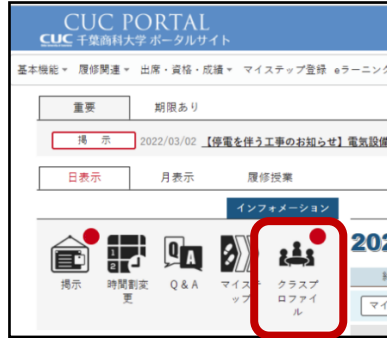 CUC PORTAL
CUC 千葉商科大学 ポータルサイト
基本機能 履修関連 出席・資格・成績 マイステップ登録 eラーニング
重要 期限あり
掲 示 2022/03/02 【停電を伴う工事のお知らせ】電気設備
日表示 月表示 履修授業
インフォメーション
Q A
202
掲示 時間割変 Q & A マイステ クラスプ
更 ップ ロファイ
ル
マイ